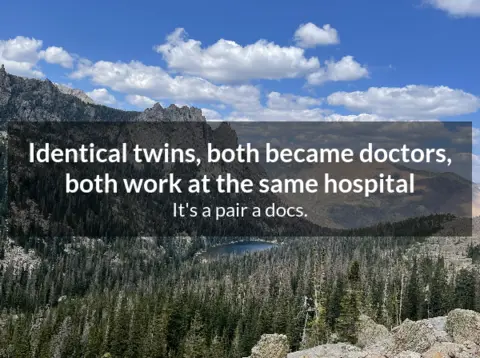 Identical twins, both became doctors,
both work at the same hospital
It's a pair a docs.